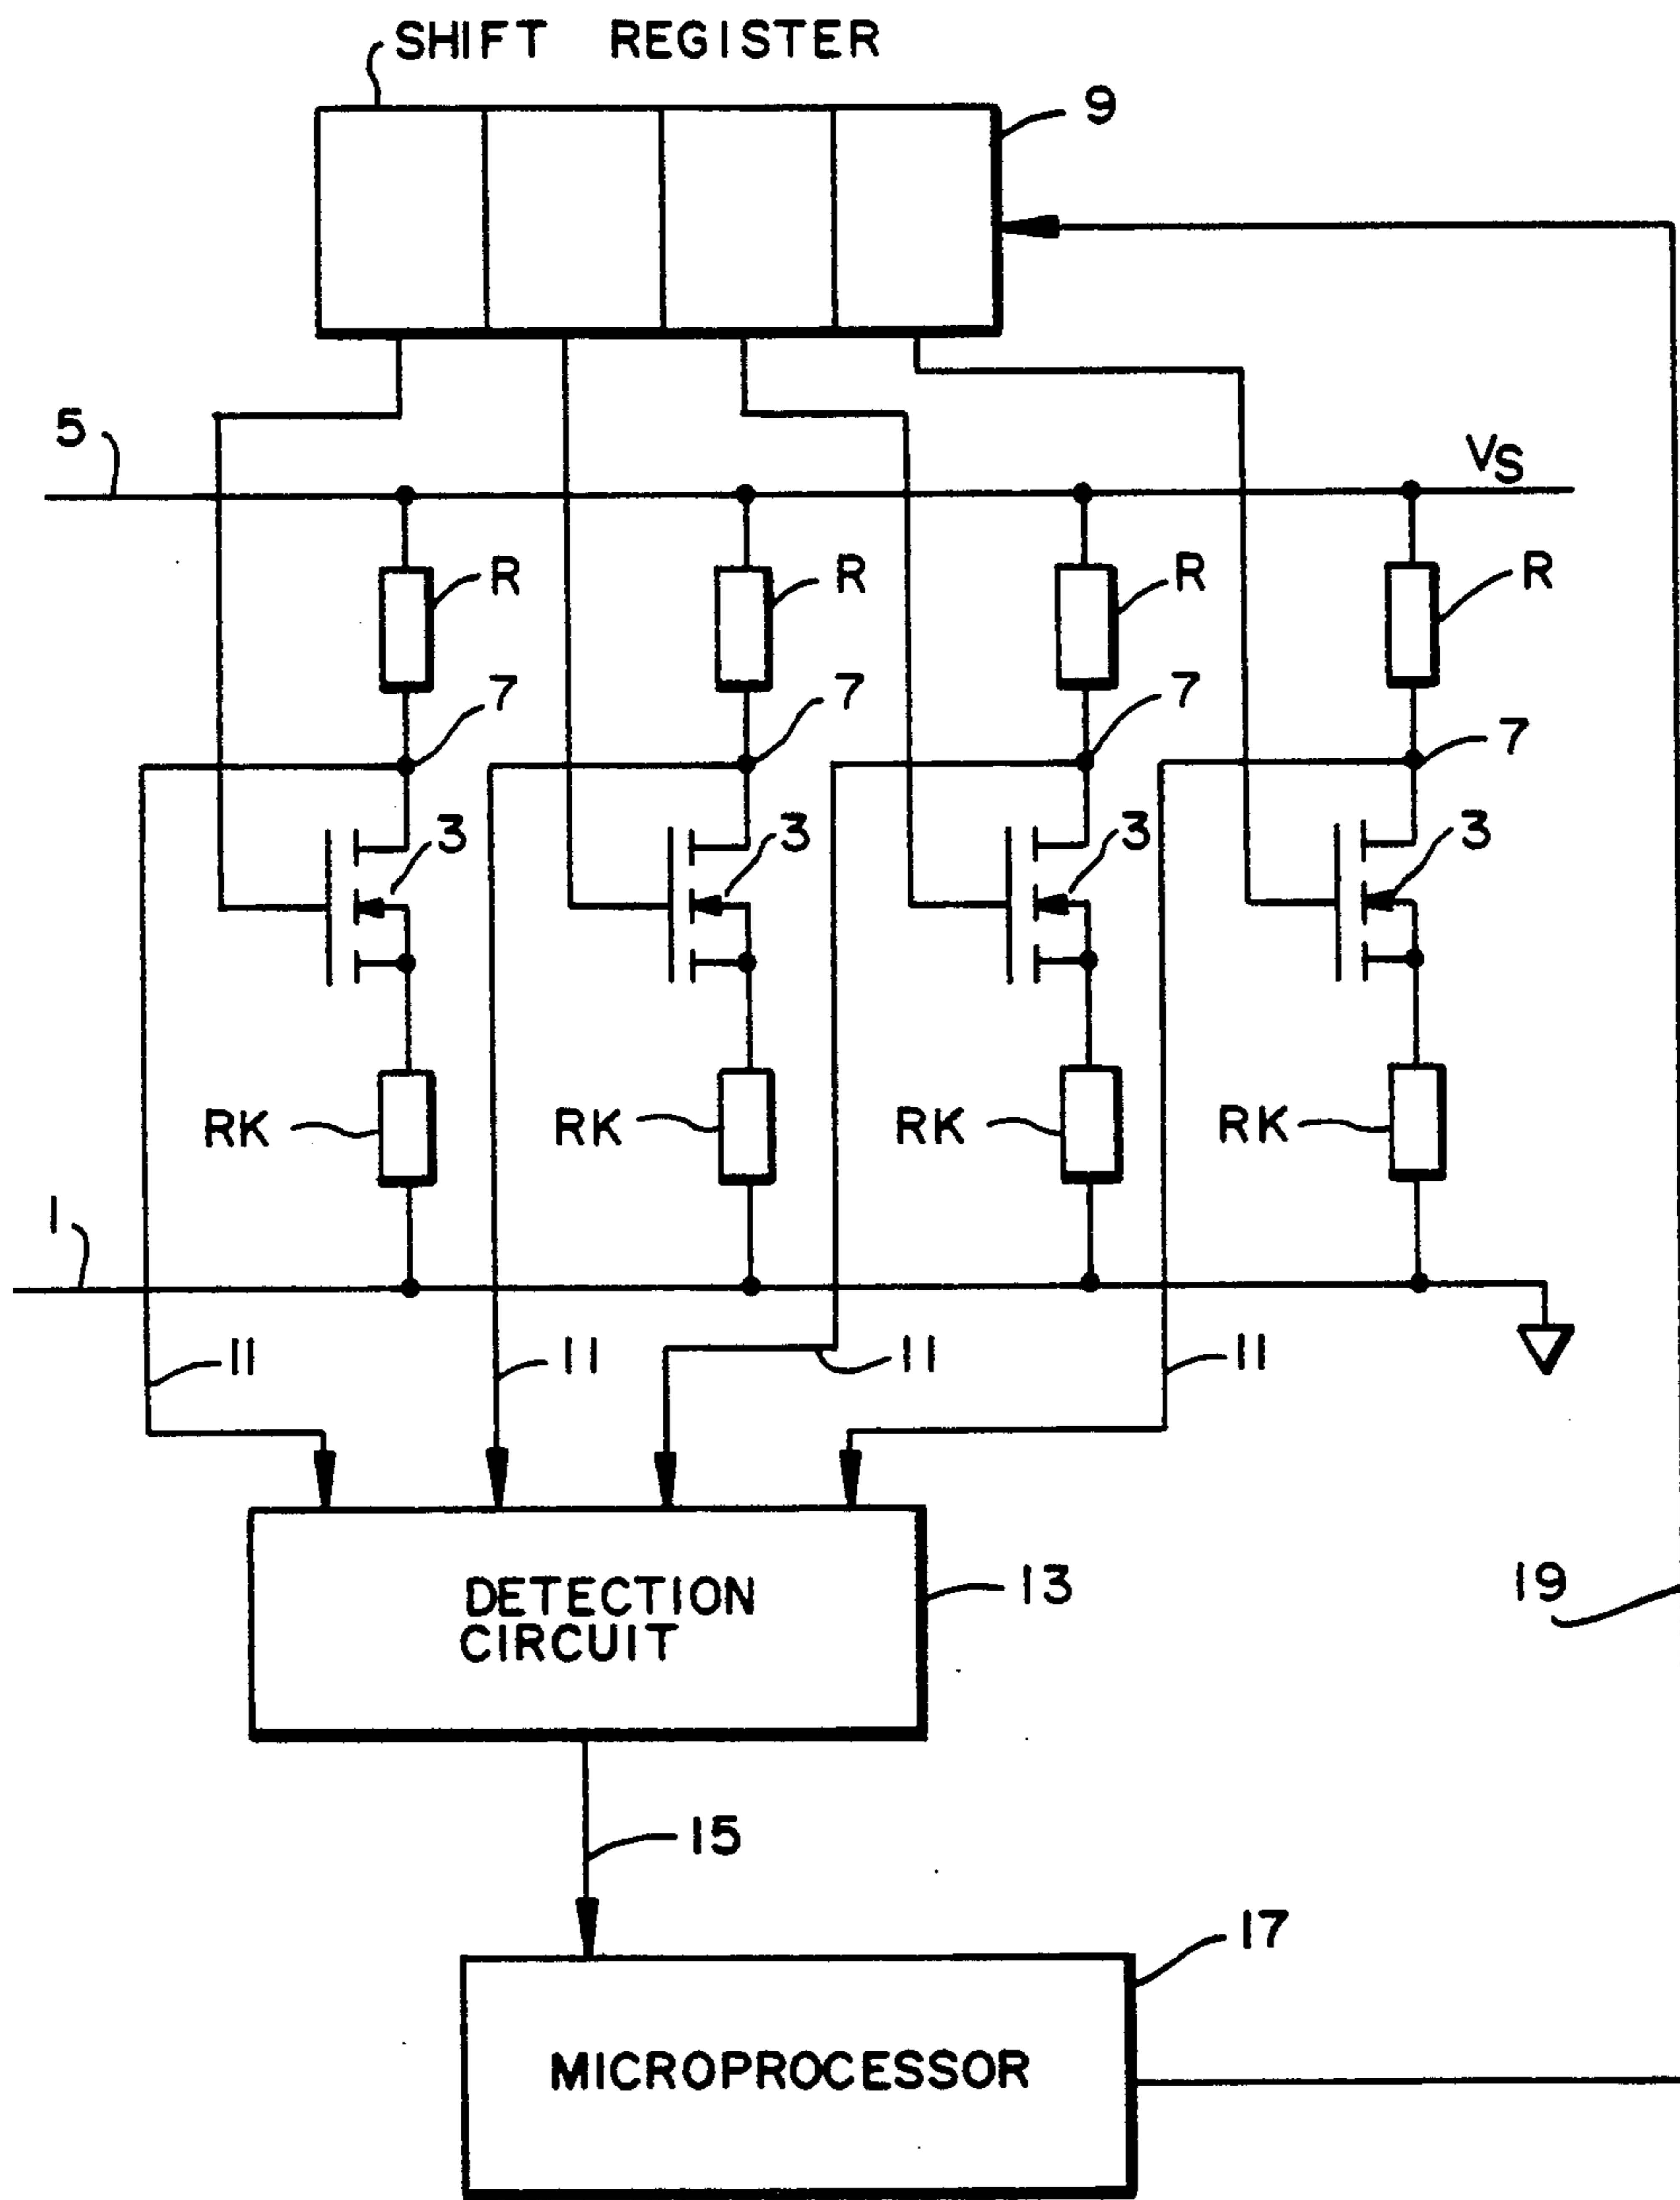 SHIFT REGISTER
9
5
VS
R R R R
7 7 7 7
3 3 3 3
RK RK RK RK
1
11 11 11 11
DETECTION
CIRCUIT
13
19
15
17
MICROPROCESSOR